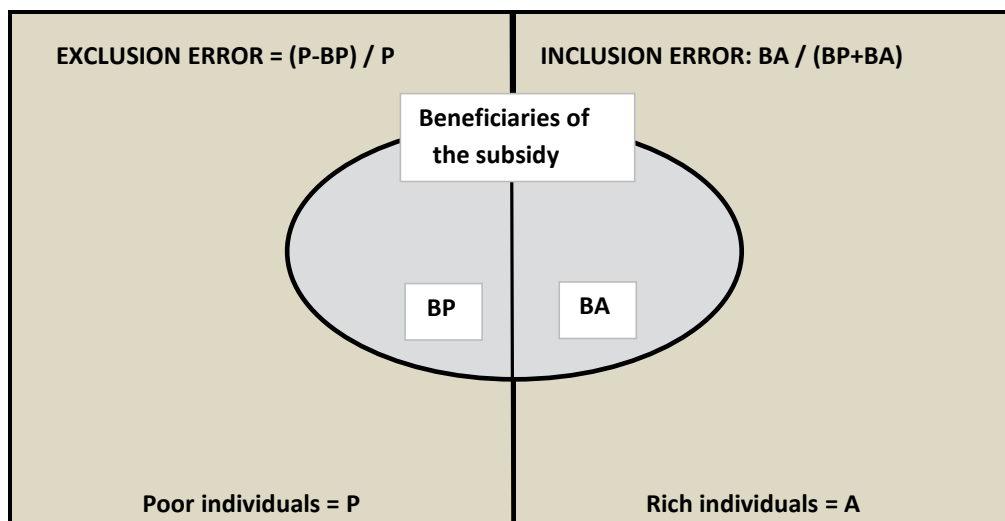 EXCLUSION ERROR = (P-BP) / P
INCLUSION ERROR: BA / (BP+BA)
Beneficiaries of
the subsidy
BP
BA
Poor individuals = P
Rich individuals = A